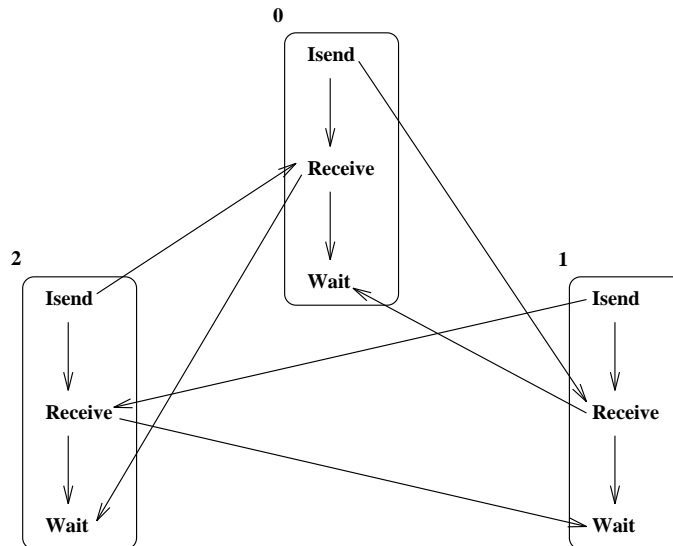 0
Isend
Receive
Wait
2
Isend
Receive
Wait
1
Isend
Receive
Wait